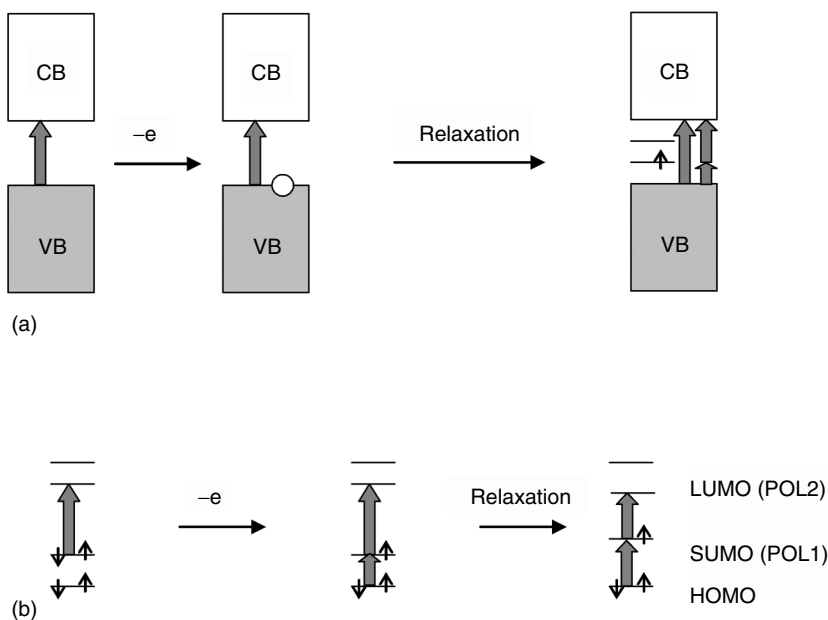 CB
CB
CB
–e
Relaxation
VB
VB
VB
(a)
–e
Relaxation
LUMO (POL2)
SUMO (POL1)
HOMO
(b)